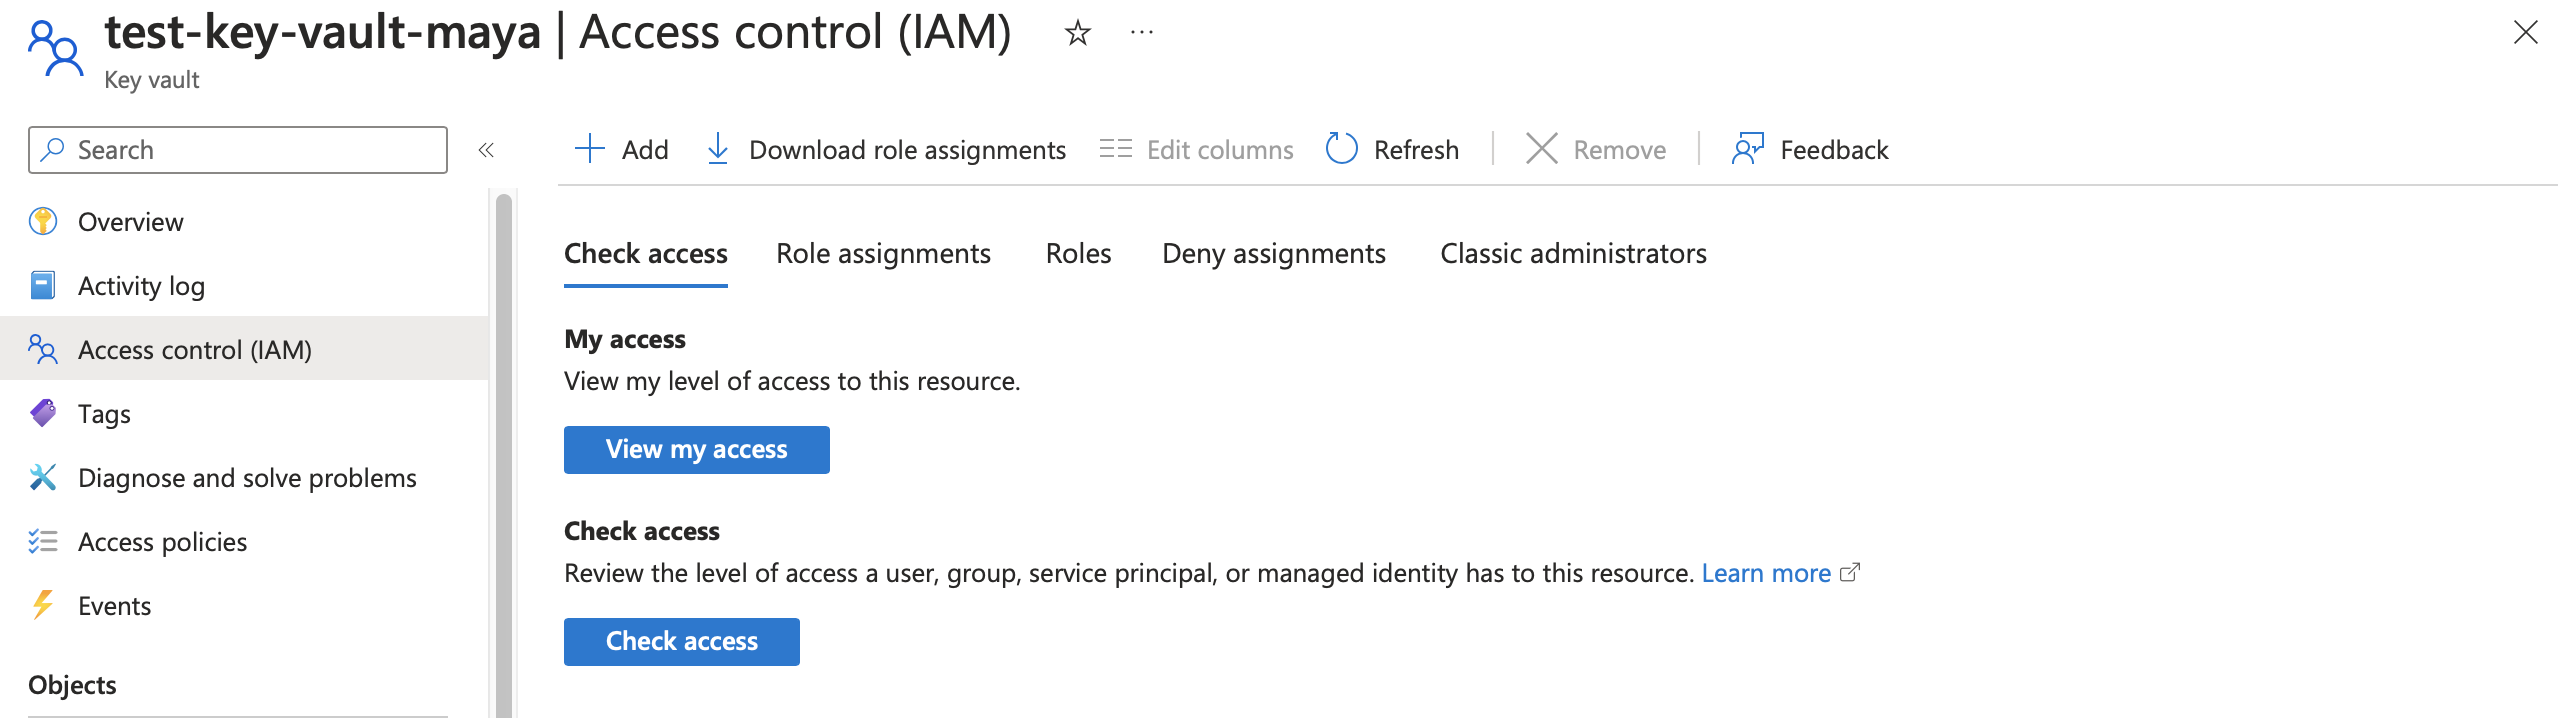 test-key-vault-maya | Access control (IAM) ☆ ···
Key vault
Search
«
Overview
Activity log
Access control (IAM)
Tags
Diagnose and solve problems
Access policies
Events
Objects
Add Download role assignments Edit columns Refresh Remove Feedback
Check access Role assignments Roles Deny assignments Classic administrators
My access
View my level of access to this resource.
View my access
Check access
Review the level of access a user, group, service principal, or managed identity has to this resource. Learn more
Check access